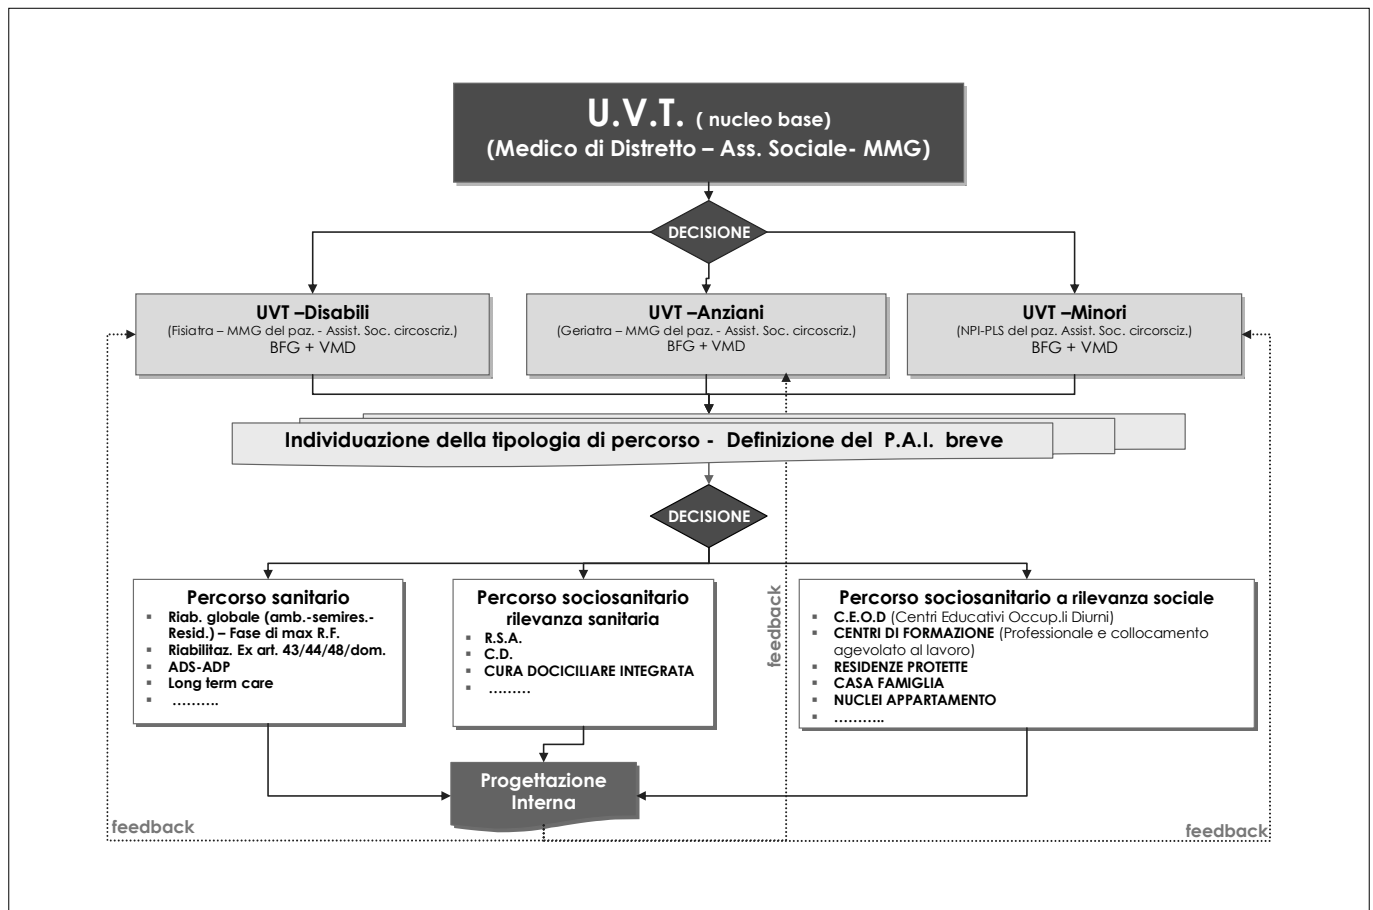 U.V.T. ( nucleo base)
(Medico di Distretto – Ass. Sociale- MMG)
DECISIONE
UVT –Disabili
(Fisiatra – MMG del paz. - Assist. Soc. circoscriz.)
BFG + VMD
UVT –Anziani
(Geriatra – MMG del paz. - Assist. Soc. circoscriz.)
BFG + VMD
UVT –Minori
(NPI-PLS del paz. Assist. Soc. circorsciz.)
BFG + VMD
Individuazione della tipologia di percorso - Definizione del P.A.I. breve
DECISIONE
Percorso sanitario
▪ Riab. globale (amb.-semires.-
Resid.) – Fase di max R.F.
▪ Riabilitaz. Ex art. 43/44/48/dom.
▪ ADS-ADP
▪ Long term care
▪ ……….
Percorso sociosanitario
rilevanza sanitaria
▪ R.S.A.
▪ C.D.
▪ CURA DOCICILIARE INTEGRATA
▪ ………
feedback
Percorso sociosanitario a rilevanza sociale
▪ C.E.O.D (Centri Educativi Occup.li Diurni)
▪ CENTRI DI FORMAZIONE (Professionale e collocamento
agevolato al lavoro)
▪ RESIDENZE PROTETTE
▪ CASA FAMIGLIA
▪ NUCLEI APPARTAMENTO
▪ ………..
Progettazione
Interna
feedback
feedback